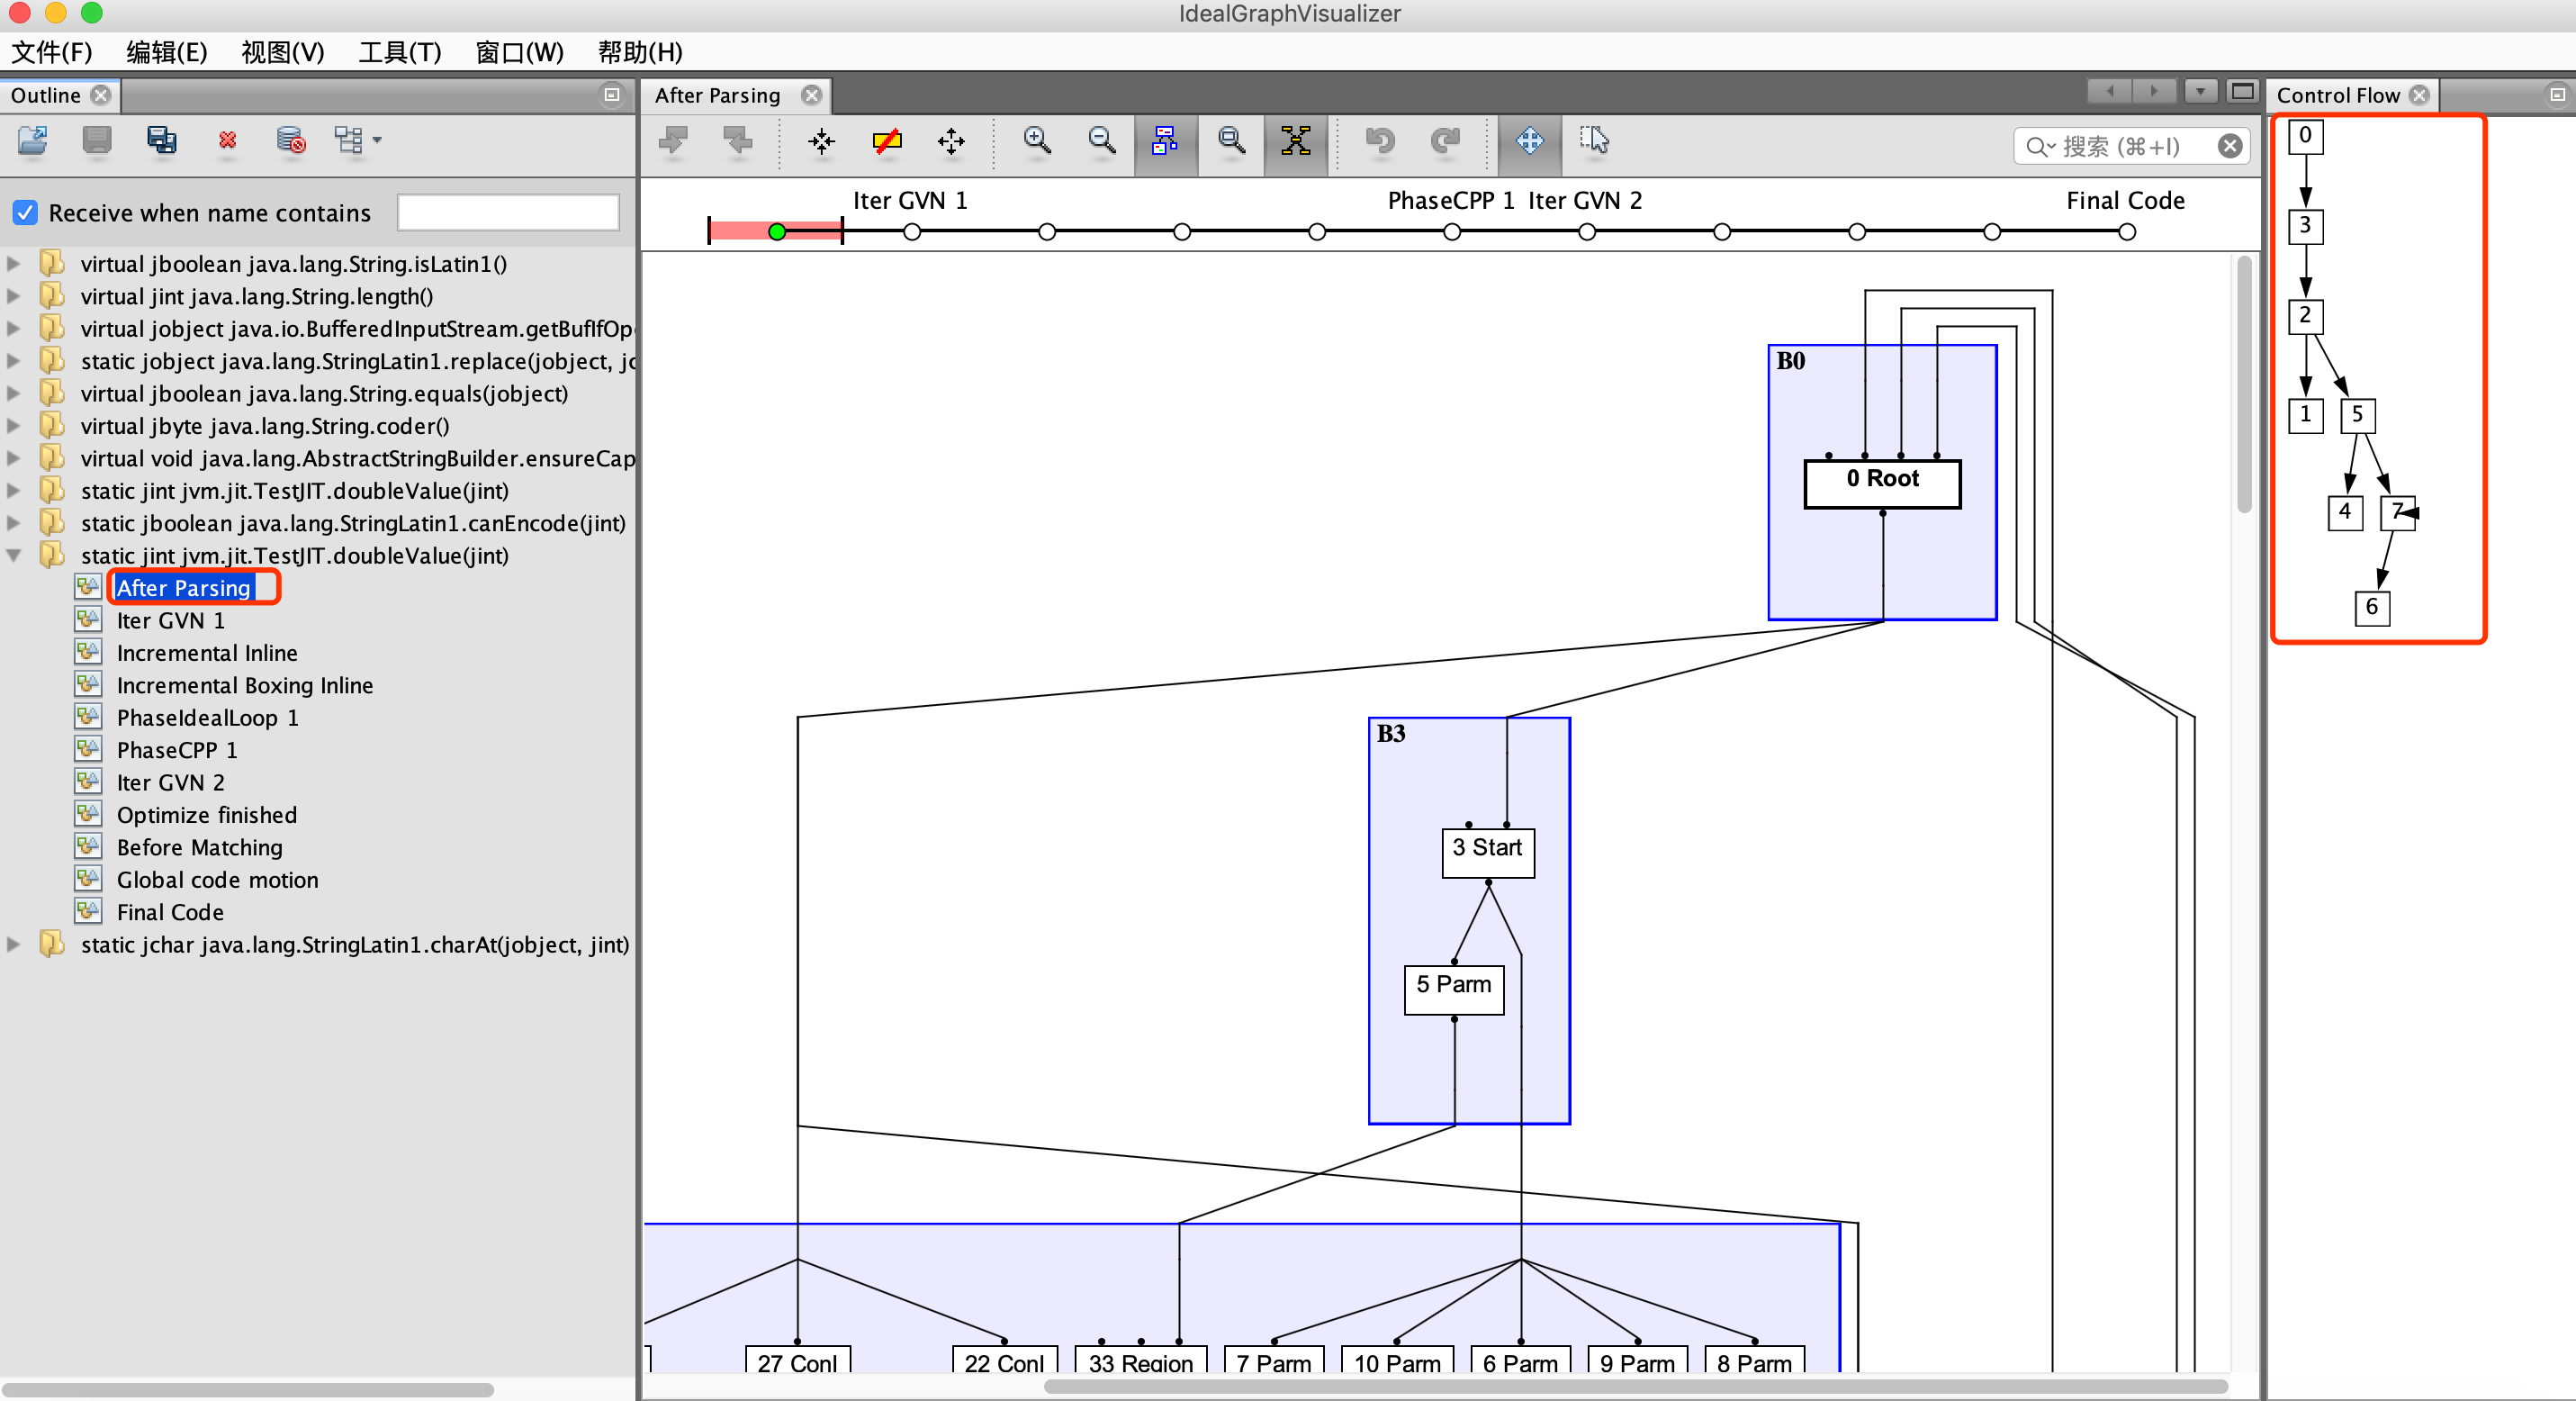 IdealGraphVisualizer
文件(F) 编辑(E) 视图(V) 工具(T) 窗口(W) 帮助(H)
Outline
Receive when name contains
virtual jboolean java.lang.String.isLatin1()
virtual jint java.lang.String.length()
virtual jobject java.io.BufferedInputStream.getBufIfOp
static jobject java.lang.StringLatin1.replace(jobject, jc
virtual jboolean java.lang.String.equals(jobject)
virtual jbyte java.lang.String.coder()
virtual void java.lang.AbstractStringBuilder.ensureCap
static jint jvm.jit.TestJIT.doubleValue(jint)
static jboolean java.lang.StringLatin1.canEncode(jint)
static jint jvm.jit.TestJIT.doubleValue(jint)
After Parsing
Iter GVN 1
Incremental Inline
Incremental Boxing Inline
PhaseIdealLoop 1
PhaseCPP 1
Iter GVN 2
Optimize finished
Before Matching
Global code motion
Final Code
static jchar java.lang.StringLatin1.charAt(jobject, jint)
After Parsing
搜索 (⌘+I)
Iter GVN 1 PhaseCPP 1 Iter GVN 2 Final Code
B0
0 Root
B3
3 Start
5 Parm
27 ConI 22 ConI 33 Region 7 Parm 10 Parm 6 Parm 9 Parm 8 Parm
Control Flow
0
3
2
1 5
4 7
6